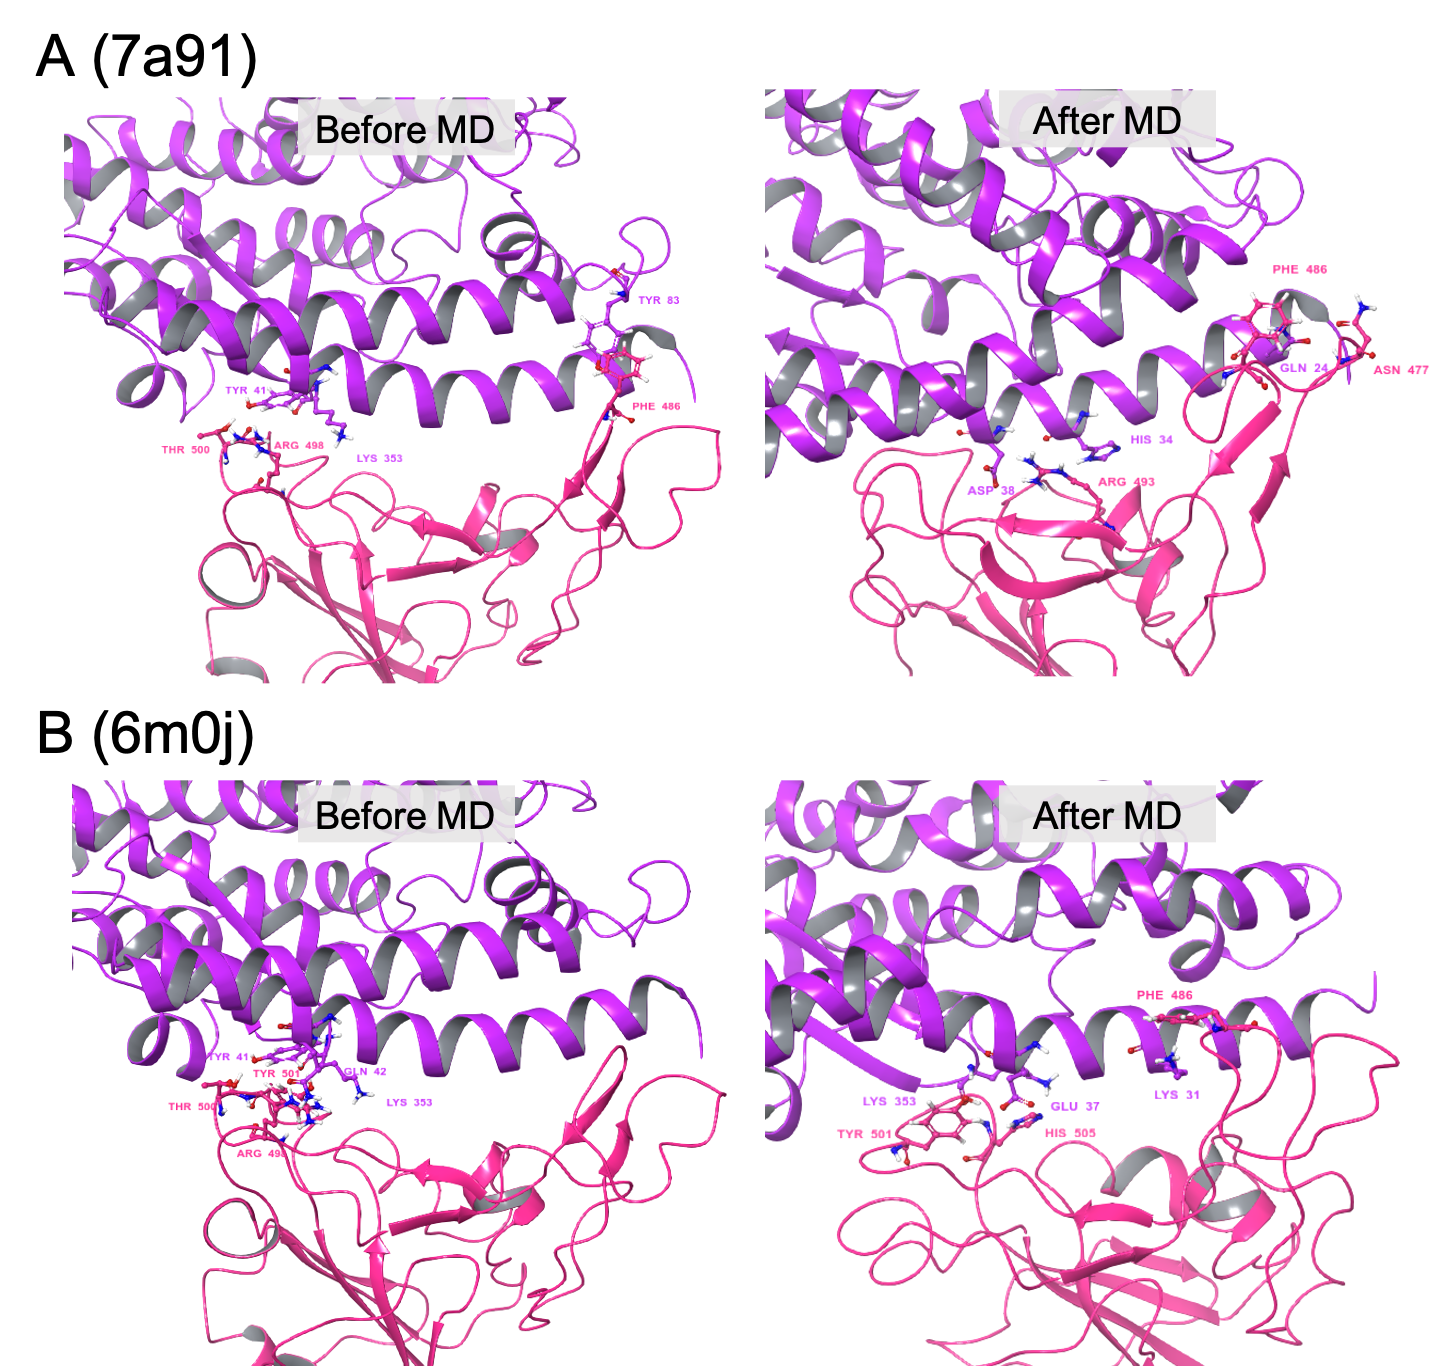 A (7a91)
Before MD
After MD
TYR 83
TYR 41
PHE 486
THR 500
ARG 498
LYS 353
PHE 486
GLN 24
ASN 477
HIS 34
ASP 38
ARG 493
B (6m0j)
Before MD
After MD
TYR 41
TYR 501
GLN 42
THR 500
LYS 353
ARG 498
PHE 486
LYS 31
LYS 353
GLU 37
TYR 501
HIS 505